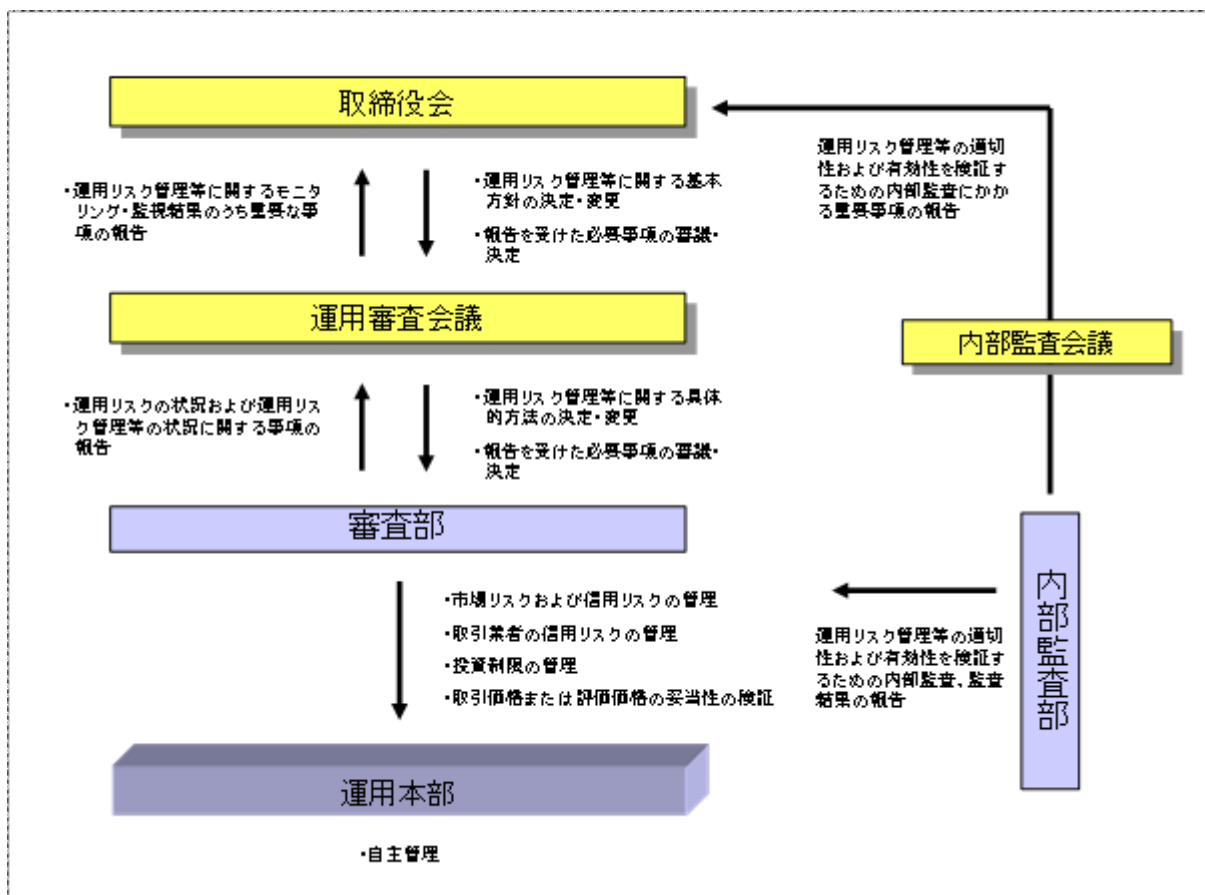 取締役会
・運用リスク管理等に関するモニ
タリング・監視結果のうち重要な事
項の報告
・運用リスク管理等に関する基本
方針の決定・変更
・報告を受けた必要事項の審議・
決定
運用リスク管理等の適切
性および有効性を検証す
るための内部監査にかか
る重要事項の報告
運用審査会議
内部監査会議
・運用リスクの状況および運用リス
ク管理等の状況に関する事項の
報告
・運用リスク管理等に関する具体
的方法の決定・変更
・報告を受けた必要事項の審議・
決定
審査部
内部監査部
・市場リスクおよび信用リスクの管理
・取引業者の信用リスクの管理
・投資制限の管理
・取引価格または評価価格の妥当性の検証
運用リスク管理等の適切
性および有効性を検証す
るための内部監査、監査
結果の報告
運用本部
・自主管理